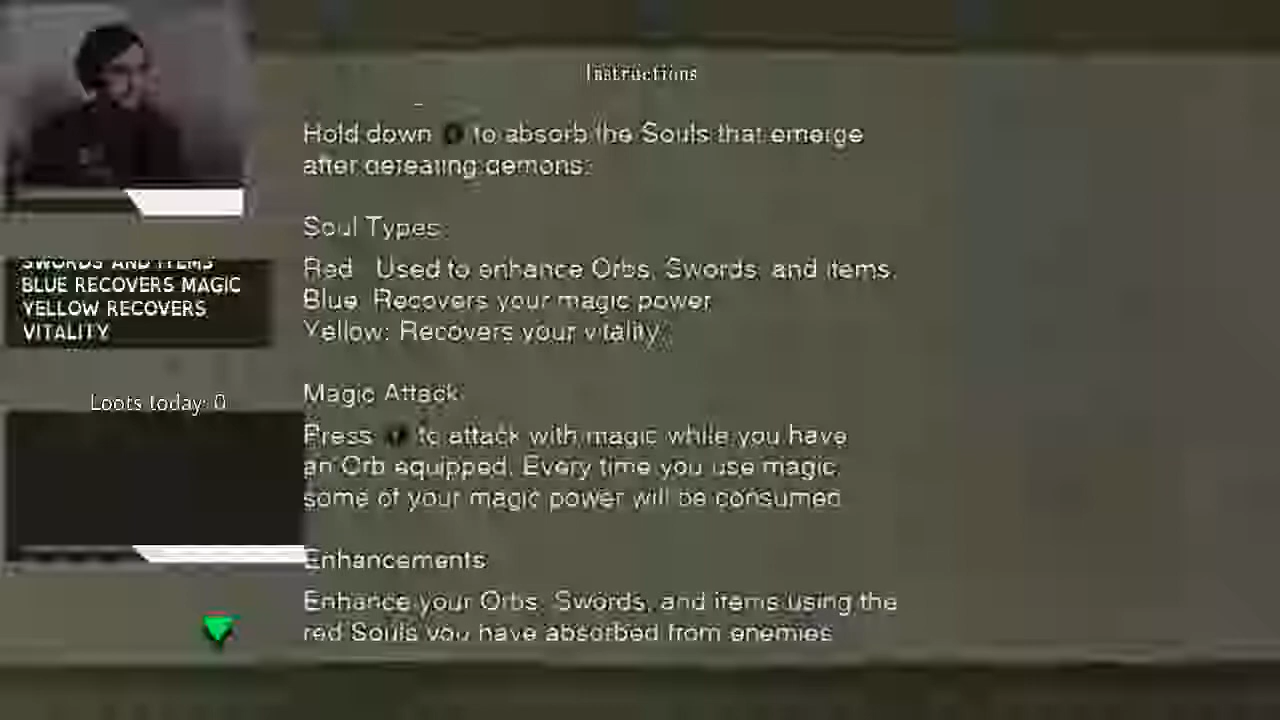 Instructions
Hold down to absorb the Souls that emerge
after defeating demons.
Soul Types:
Red: Used to enhance Orbs, Swords, and items.
Blue: Recovers your magic power.
Yellow: Recovers your vitality.
Magic Attack
Press to attack with magic while you have
an Orb equipped. Every time you use magic,
some of your magic power will be consumed.
Enhancements
Enhance your Orbs, Swords, and items using the
red Souls you have absorbed from enemies.
SWORDS AND ITEMS
BLUE RECOVERS MAGIC
YELLOW RECOVERS
VITALITY
Loots today: 0